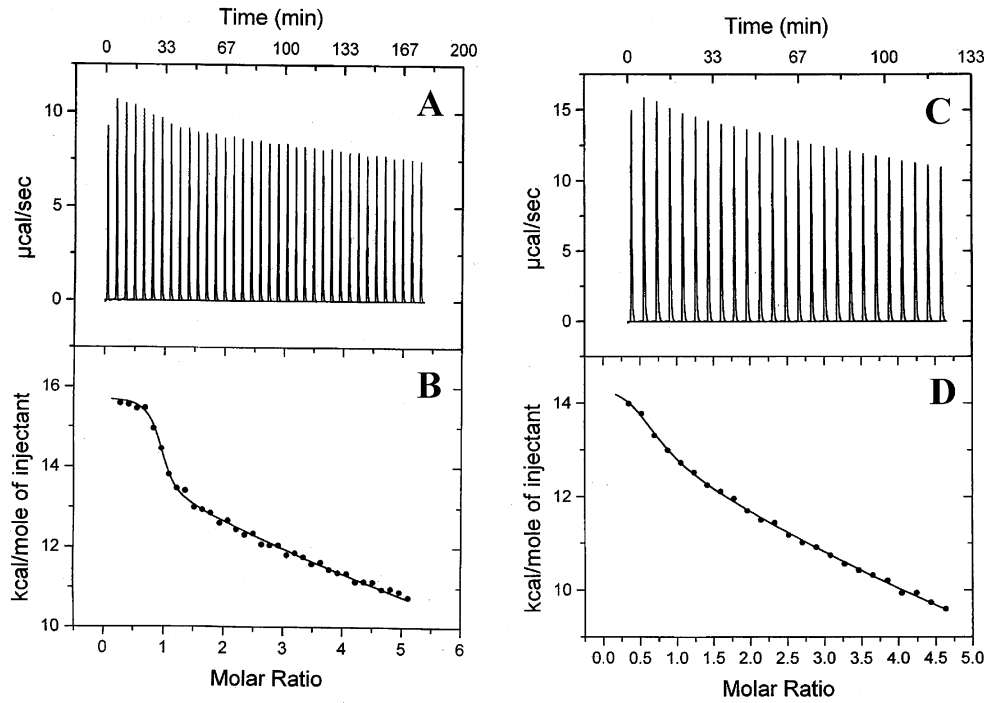 Time (min)
0 33 67 100 133 167 200
A
10
5
0
µcal/sec
B
16
14
12
10
kcal/mole of injectant
0 1 2 3 4 5 6
Molar Ratio
Time (min)
0 33 67 100 133
C
15
10
5
0
µcal/sec
D
14
12
10
kcal/mole of injectant
0.0 0.5 1.0 1.5 2.0 2.5 3.0 3.5 4.0 4.5 5.0
Molar Ratio